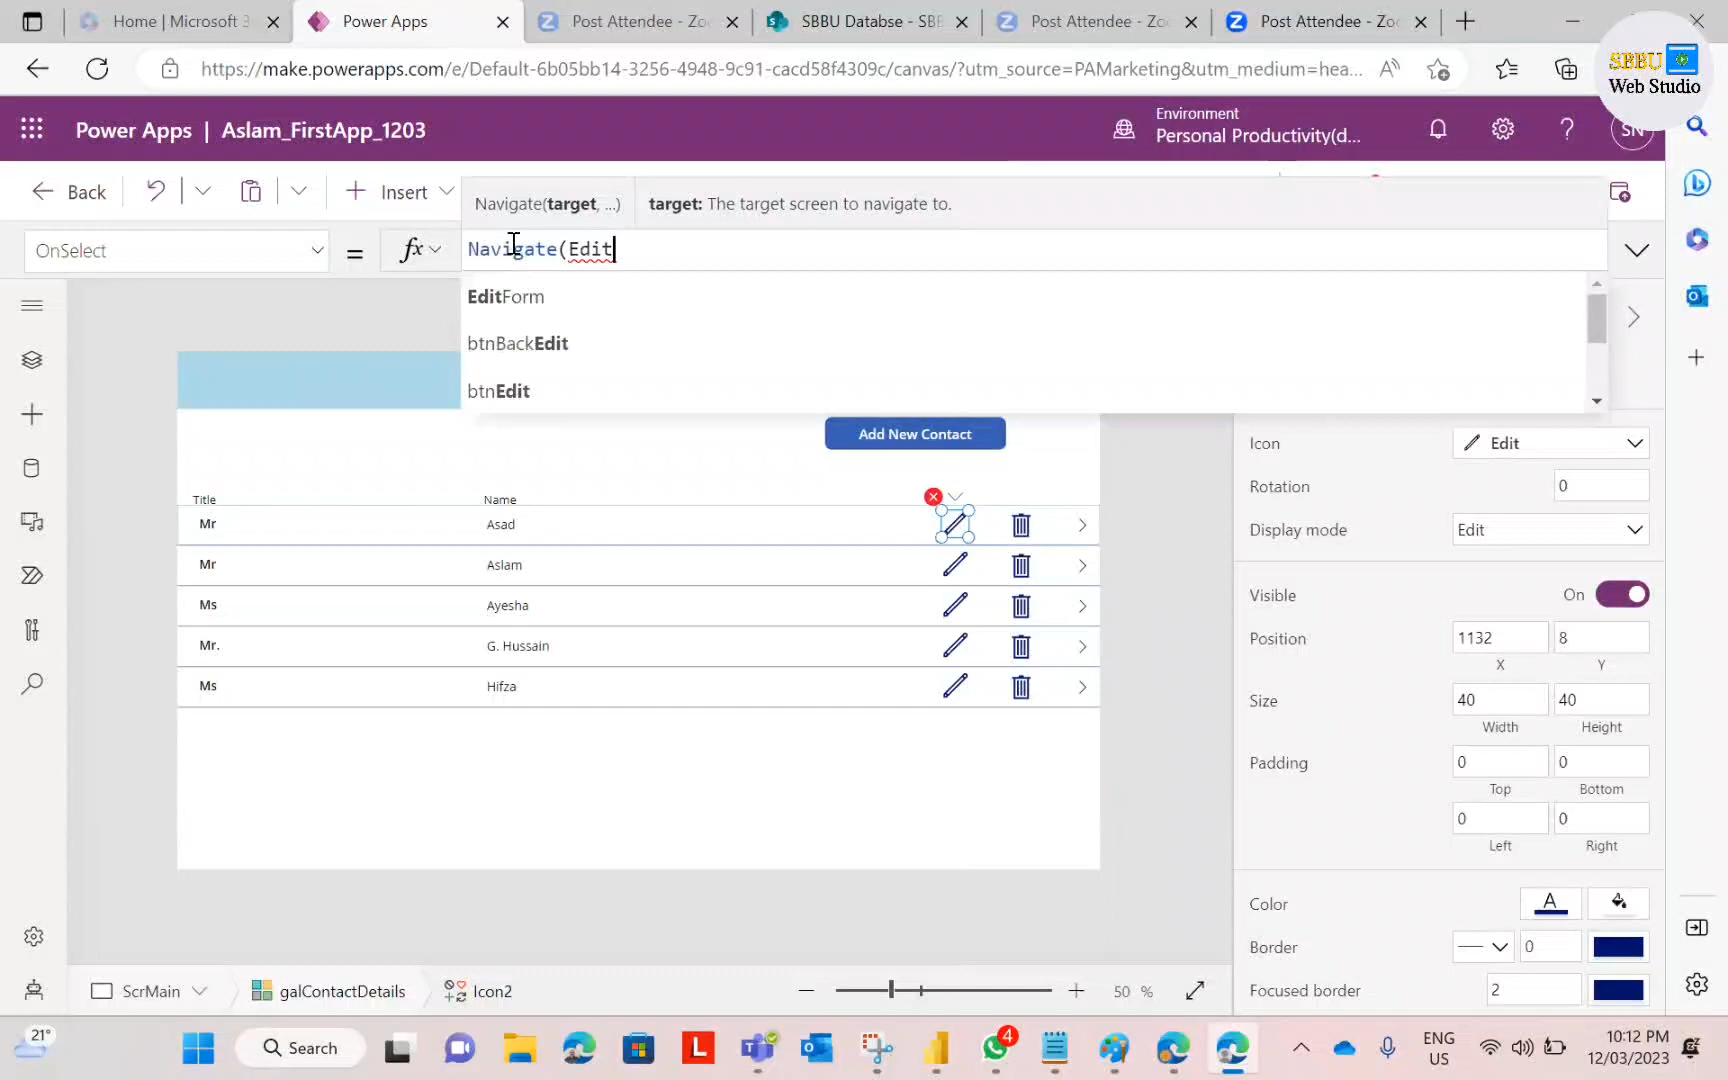 Home | Microsoft 3
Power Apps
Post Attendee - Zo
SBBU Databse - SBB
Post Attendee - Zo
Post Attendee - Zo
https://make.powerapps.com/e/Default-6b05bb14-3256-4948-9c91-cacd58f4309c/canvas/?utm_source=PAMarketing&utm_medium=hea...
SBBU
Web Studio
Power Apps | Aslam_FirstApp_1203
Environment
Personal Productivity(d...
SN
Back
Insert
Navigate(target, ...)
target: The target screen to navigate to.
OnSelect
=
fx
Navigate(Edit
EditForm
btnBackEdit
btnEdit
Add New Contact
Title
Name
Mr
Asad
Mr
Aslam
Ms
Ayesha
Mr.
G. Hussain
Ms
Hifza
Icon
Edit
Rotation
0
Display mode
Edit
Visible
On
Position
1132
8
X
Y
Size
40
40
Width
Height
Padding
0
0
Top
Bottom
0
0
Left
Right
Color
A
Border
0
Focused border
2
ScrMain
galContactDetails
Icon2
50 %
21°
Search
L
4
ENG
US
10:12 PM
12/03/2023